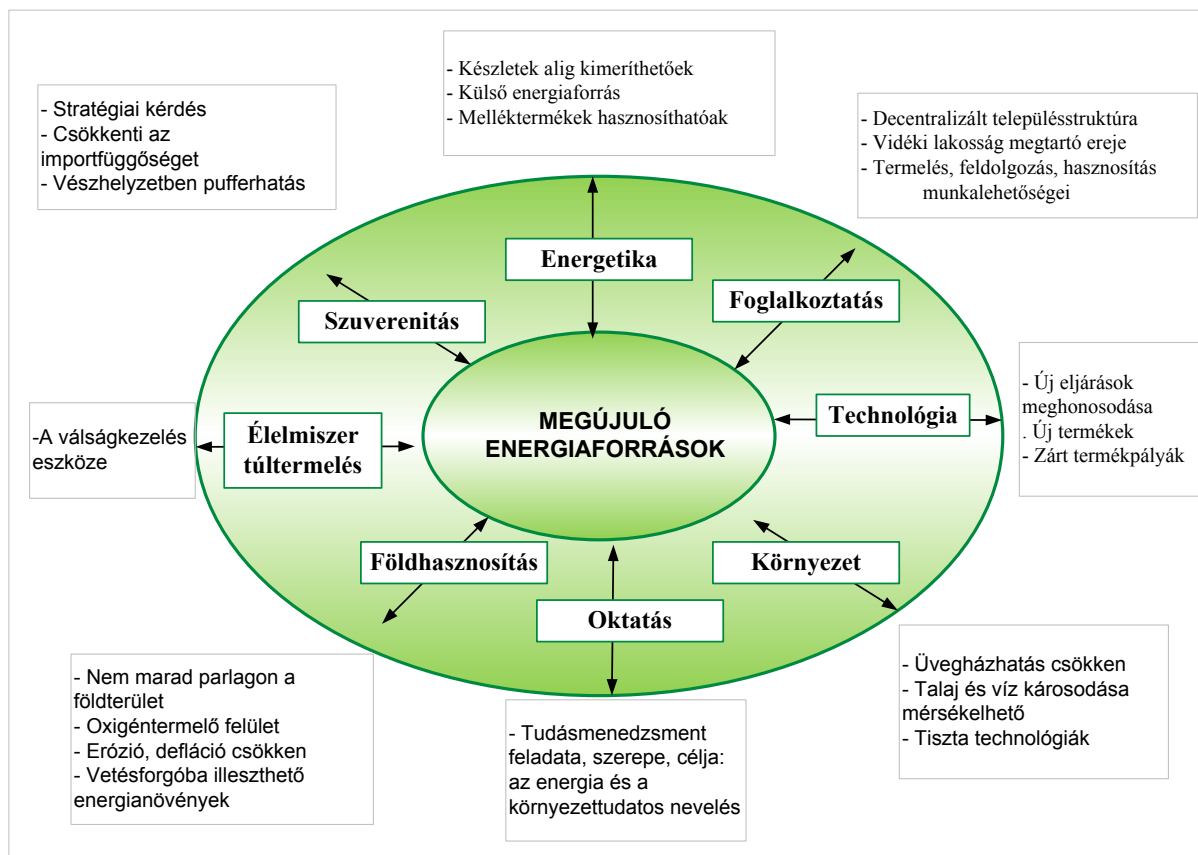 - Készletek alig kimeríthetőek
- Külső energiaforrás
- Melléktermékek hasznosíthatóak
- Stratégiai kérdés
- Csökkenti az
importfüggőséget
- Vészhelyzetben pufferhatás
- Decentralizált településstruktúra
- Vidéki lakosság megtartó ereje
- Termelés, feldolgozás, hasznosítás
munkalehetőségei
Energetika
Foglalkoztatás
Szuverenitás
- Új eljárások
meghonosodása
. Új termékek
- Zárt termékpályák
Technológia
MEGÚJULÓ
ENERGIAFORRÁSOK
Élelmiszer
túltermelés
-A válságkezelés
eszköze
Földhasznosítás
Környezet
Oktatás
- Nem marad parlagon a
földterület
- Oxigéntermelő felület
- Erózió, defláció csökken
- Vetésforgóba illeszthető
energianövények
- Tudásmenedzsment
feladata, szerepe, célja:
az energia és a
környezettudatos nevelés
- Üvegházhatás csökken
- Talaj és víz károsodása
mérsékelhető
- Tiszta technológiák